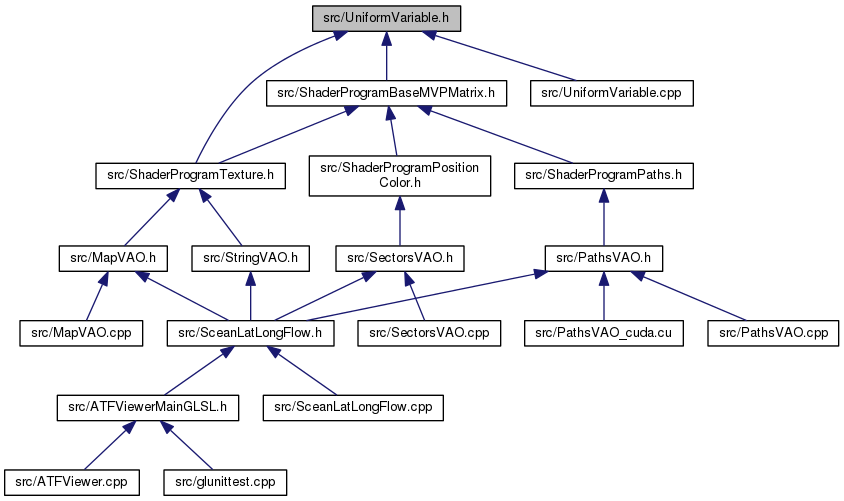 src/UniformVariable.h
src/ShaderProgramBaseMVPMatrix.h
src/UniformVariable.cpp
src/ShaderProgramTexture.h
src/ShaderProgramPosition
Color.h
src/ShaderProgramPaths.h
src/MapVAO.h
src/StringVAO.h
src/SectorsVAO.h
src/PathsVAO.h
src/MapVAO.cpp
src/SceanLatLongFlow.h
src/SectorsVAO.cpp
src/PathsVAO_cuda.cu
src/PathsVAO.cpp
src/ATFViewerMainGLSL.h
src/SceanLatLongFlow.cpp
src/ATFViewer.cpp
src/glunittest.cpp